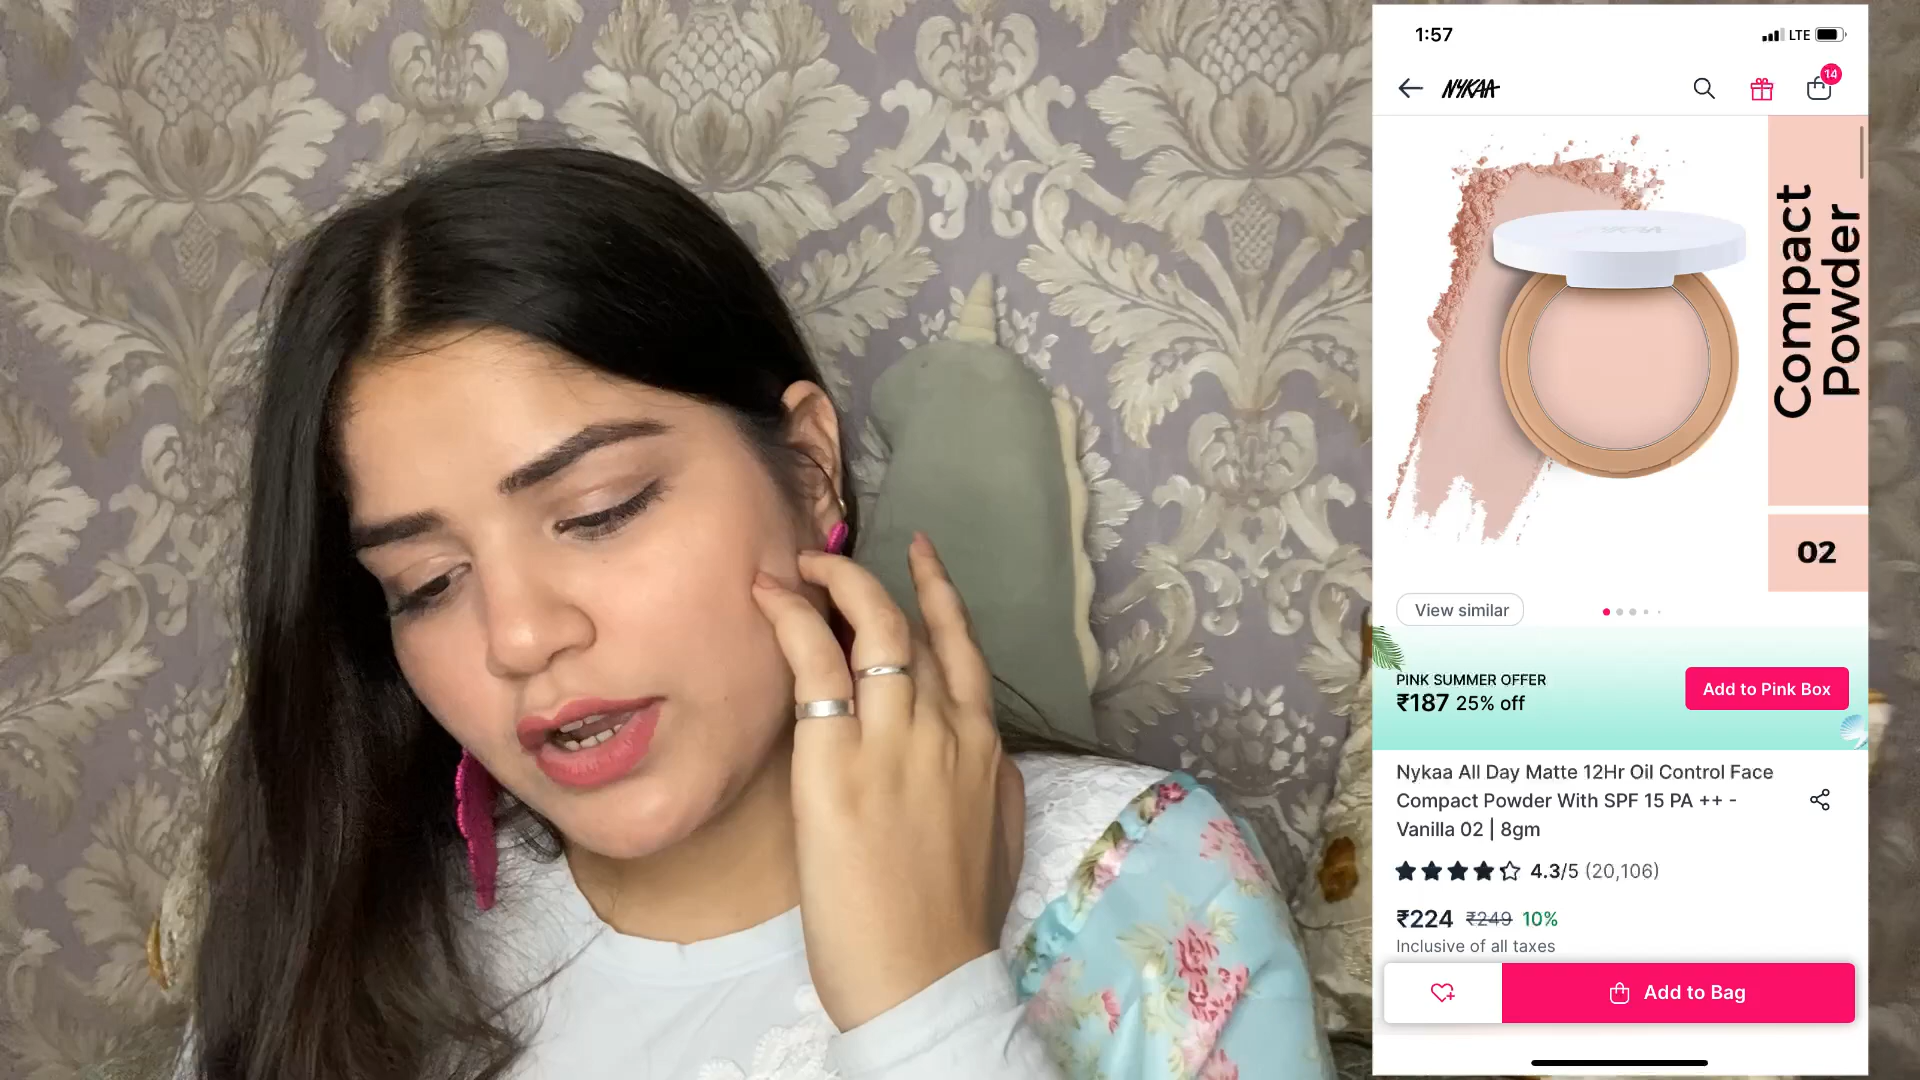 1:57
LTE
NYKAA
14
Compact
Powder
02
View similar
PINK SUMMER OFFER
₹187 25% off
Add to Pink Box
Nykaa All Day Matte 12Hr Oil Control Face
Compact Powder With SPF 15 PA ++ -
Vanilla 02 | 8gm
4.3/5 (20,106)
₹224 ₹249 10%
Inclusive of all taxes
Add to Bag